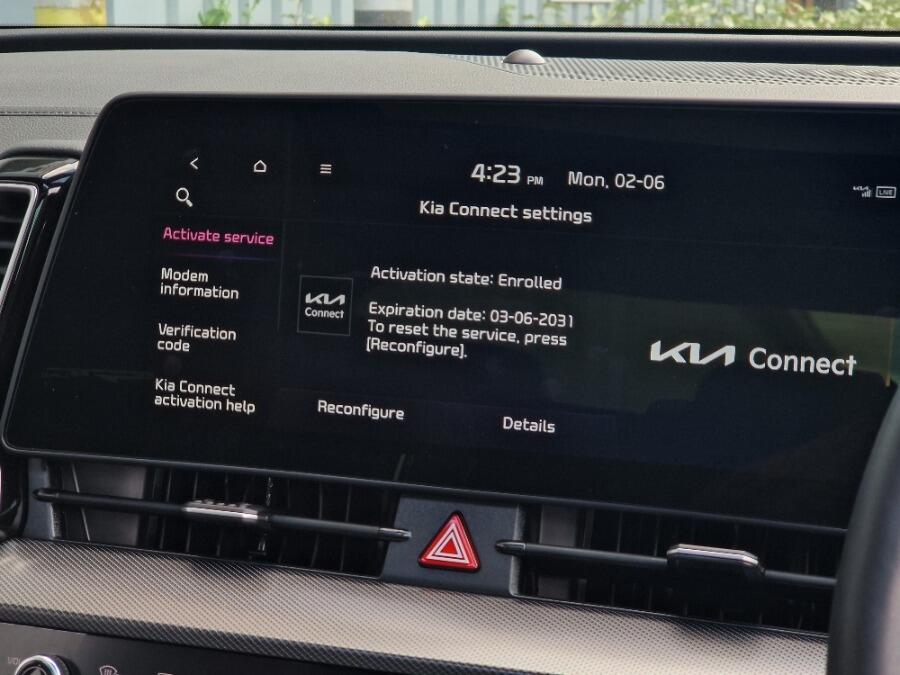 4:23 PM Mon, 02-06
Kia Connect settings
LIVE
Activate service
Modem
information
Verification
code
Kia Connect
activation help
KIA
Connect
Activation state: Enrolled
Expiration date: 03-06-2031
To reset the service, press
[Reconfigure].
KIA Connect
Reconfigure
Details